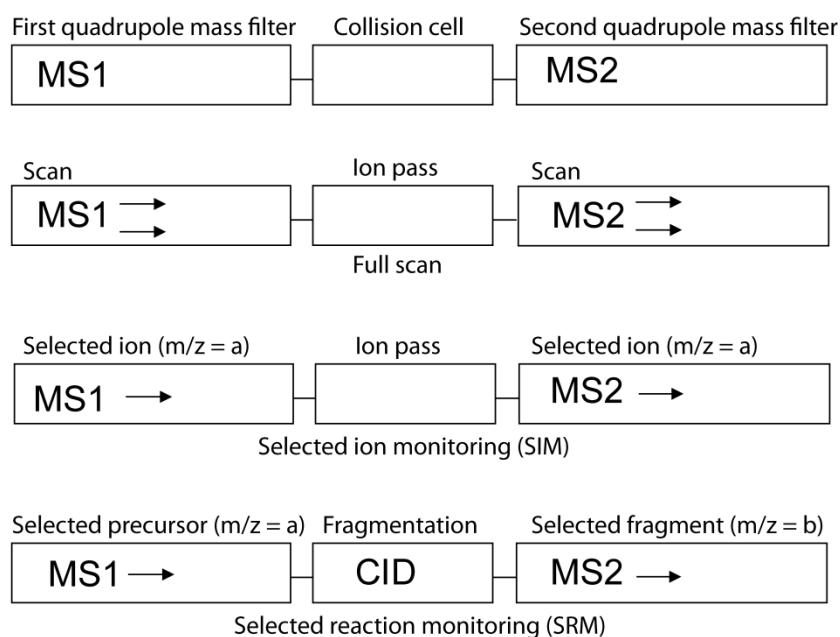 First quadrupole mass filter Collision cell Second quadrupole mass filter
MS1 MS2
Scan Ion pass Scan
MS1 MS2
Full scan
Selected ion (m/z = a) Ion pass Selected ion (m/z = a)
MS1 MS2
Selected ion monitoring (SIM)
Selected precursor (m/z = a) Fragmentation Selected fragment (m/z = b)
MS1 CID MS2
Selected reaction monitoring (SRM)